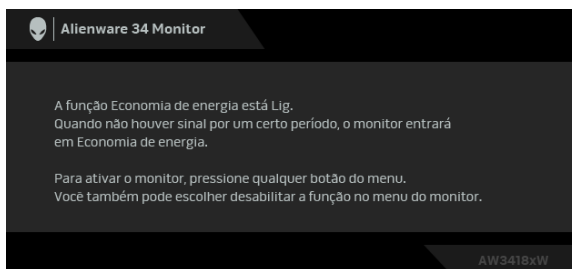 Alienware 34 Monitor
A função Economia de energia está Lig.
Quando não houver sinal por um certo período, o monitor entrará
em Economia de energia.
Para ativar o monitor, pressione qualquer botão do menu.
Você também pode escolher desabilitar a função no menu do monitor.
AW3418xW